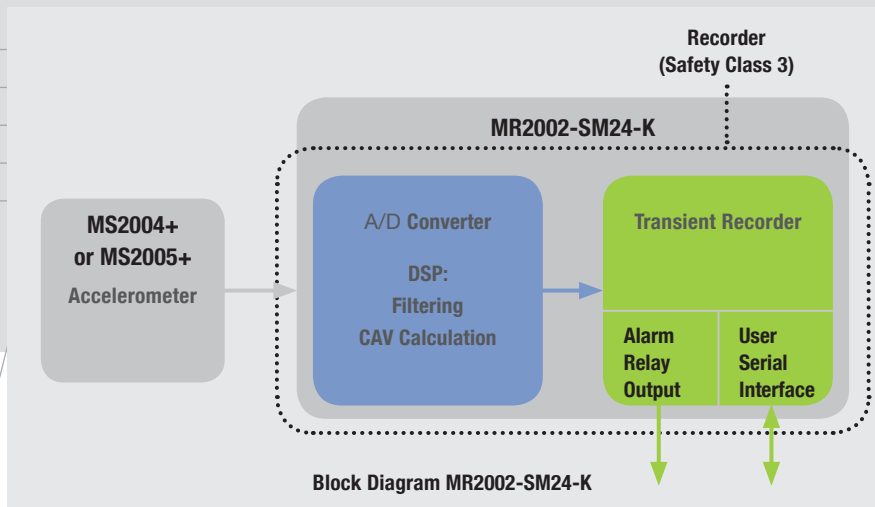 Recorder
(Safety Class 3)
MR2002-SM24-K
MS2004+
or MS2005+
Accelerometer
A/D Converter
DSP:
Filtering
CAV Calculation
Transient Recorder
Alarm
Relay
Output
User
Serial
Interface
Block Diagram MR2002-SM24-K